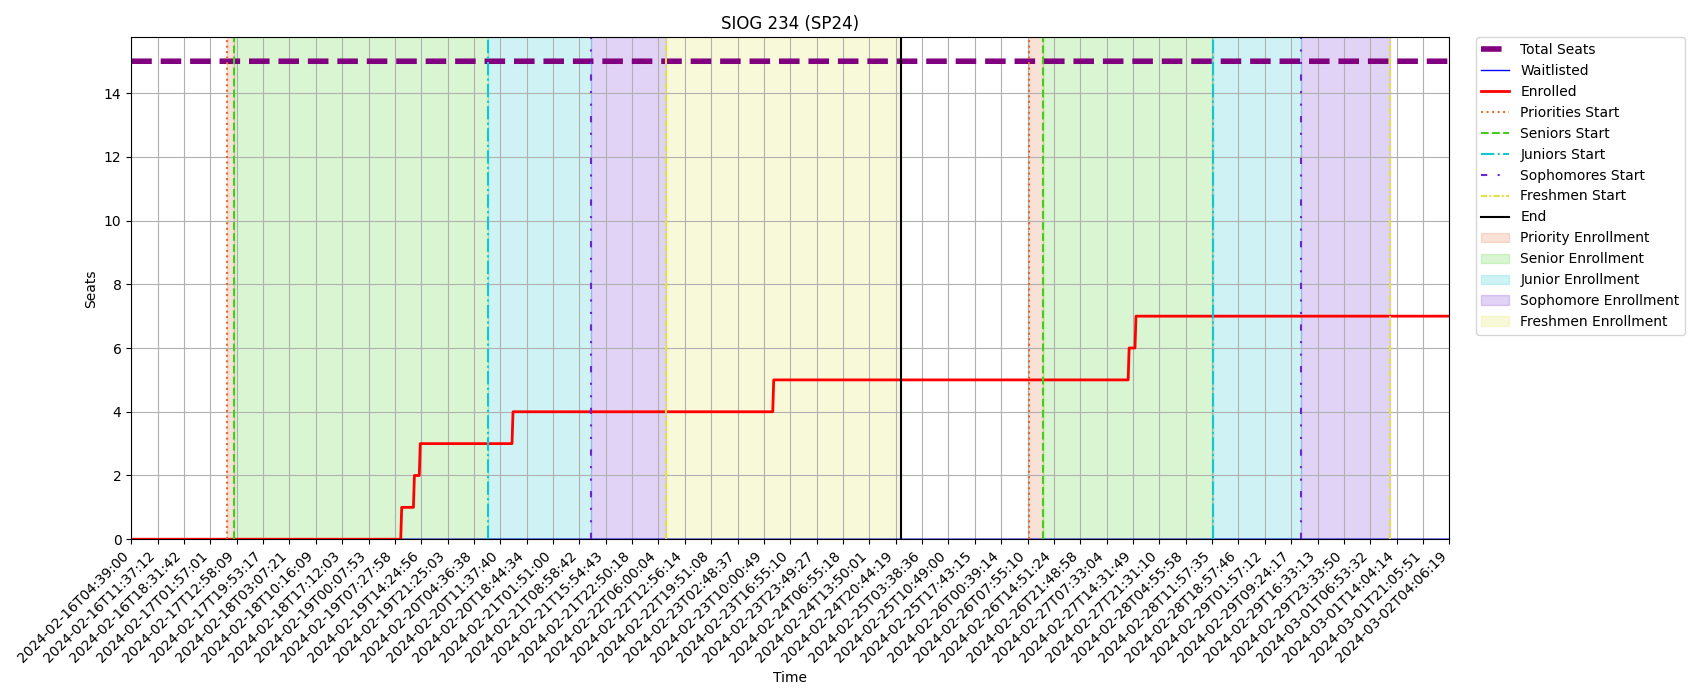 SIOG 234 (SP24)
Seats
14
12
10
8
6
4
2
0
2024-02-16T04:39:00
2024-02-16T11:37:12
2024-02-16T18:31:42
2024-02-17T01:57:01
2024-02-17T12:58:09
2024-02-17T19:53:17
2024-02-18T03:07:21
2024-02-18T10:16:09
2024-02-18T17:12:03
2024-02-19T00:07:53
2024-02-19T07:27:58
2024-02-19T14:24:56
2024-02-19T21:25:03
2024-02-20T04:36:38
2024-02-20T11:37:40
2024-02-20T18:44:34
2024-02-21T01:51:00
2024-02-21T08:58:42
2024-02-21T15:54:43
2024-02-21T22:50:18
2024-02-22T06:00:04
2024-02-22T12:56:14
2024-02-22T19:51:08
2024-02-23T02:48:37
2024-02-23T10:00:49
2024-02-23T16:55:10
2024-02-23T23:49:27
2024-02-24T06:55:18
2024-02-24T13:50:01
2024-02-24T20:44:19
2024-02-25T03:38:36
2024-02-25T10:49:00
2024-02-25T17:43:15
2024-02-26T00:39:14
2024-02-26T07:55:10
2024-02-26T14:51:24
2024-02-26T21:48:58
2024-02-27T07:33:04
2024-02-27T14:31:49
2024-02-27T21:31:10
2024-02-28T04:55:58
2024-02-28T11:57:35
2024-02-28T18:57:46
2024-02-29T01:57:12
2024-02-29T09:24:17
2024-02-29T16:33:13
2024-02-29T23:33:50
2024-03-01T06:53:32
2024-03-01T14:04:14
2024-03-01T21:05:51
2024-03-02T04:06:19
Time
Total Seats
Waitlisted
Enrolled
Priorities Start
Seniors Start
Juniors Start
Sophomores Start
Freshmen Start
End
Priority Enrollment
Senior Enrollment
Junior Enrollment
Sophomore Enrollment
Freshmen Enrollment